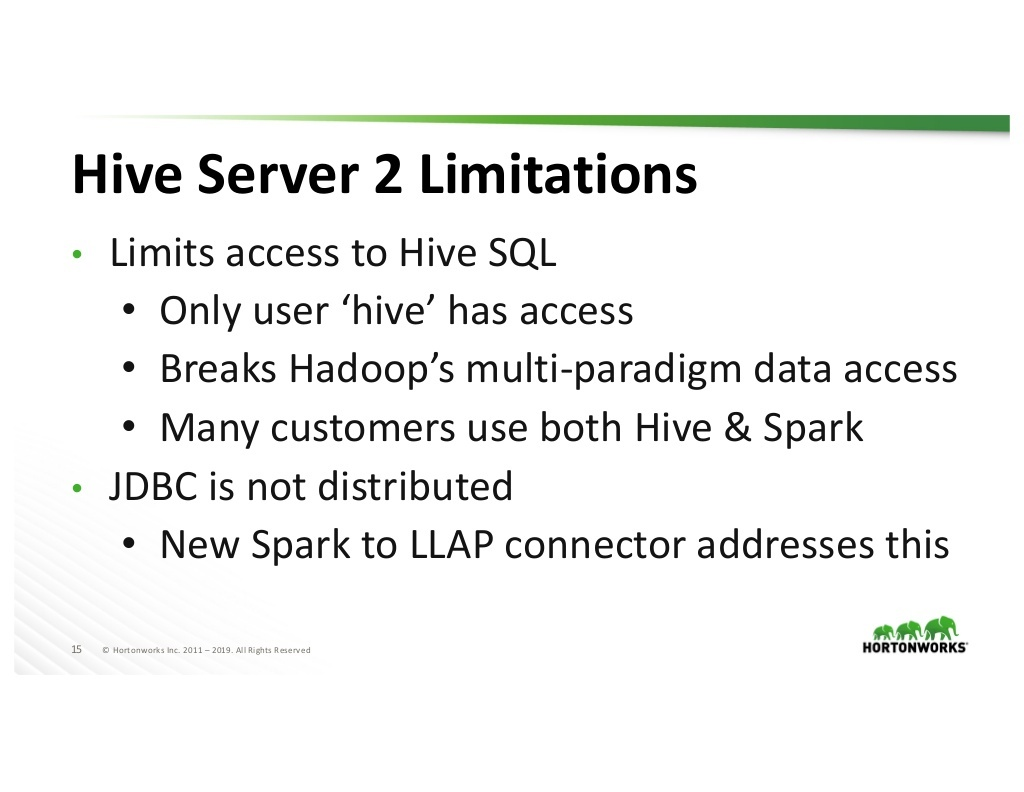 Hive Server 2 Limitations
• Limits access to Hive SQL
• Only user ‘hive’ has access
• Breaks Hadoop’s multi-paradigm data access
• Many customers use both Hive & Spark
• JDBC is not distributed
• New Spark to LLAP connector addresses this
15 © Hortonworks Inc. 2011 – 2019. All Rights Reserved
HORTONWORKS